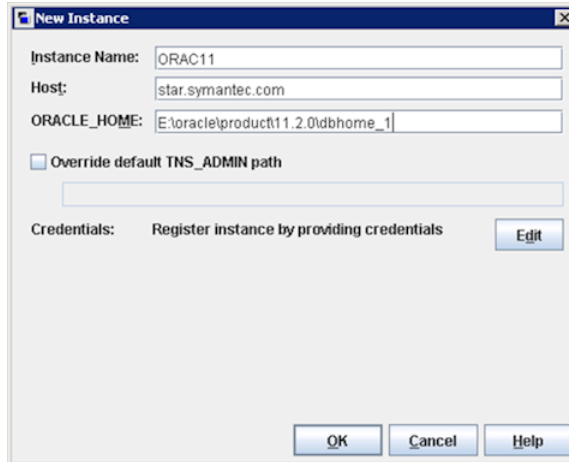 New Instance
Instance Name: ORAC11
Host: star.symantec.com
ORACLE_HOME: E:\oracle\product\11.2.0\dbhome_1
Override default TNS_ADMIN path
Credentials: Register instance by providing credentials Edit
OK Cancel Help